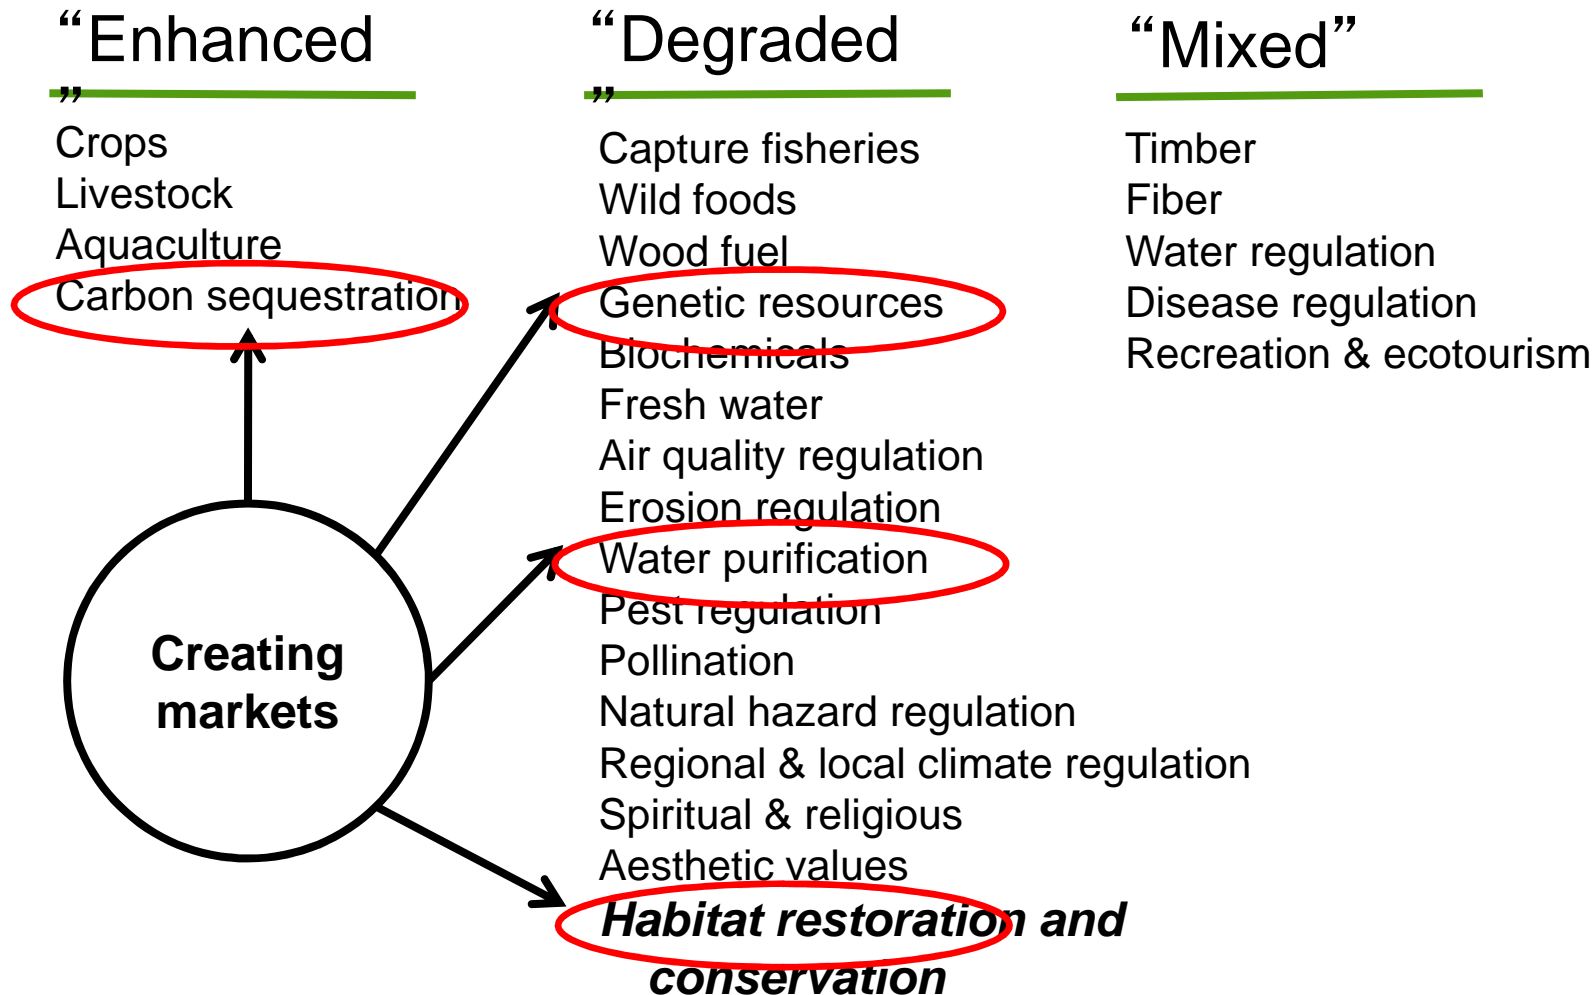 “Enhanced
”
Crops
Livestock
Aquaculture
Carbon sequestration
Creating
markets
“Degraded
”
Capture fisheries
Wild foods
Wood fuel
Genetic resources
Biochemicals
Fresh water
Air quality regulation
Erosion regulation
Water purification
Pest regulation
Pollination
Natural hazard regulation
Regional & local climate regulation
Spiritual & religious
Aesthetic values
Habitat restoration and
conservation
“Mixed”
Timber
Fiber
Water regulation
Disease regulation
Recreation & ecotourism